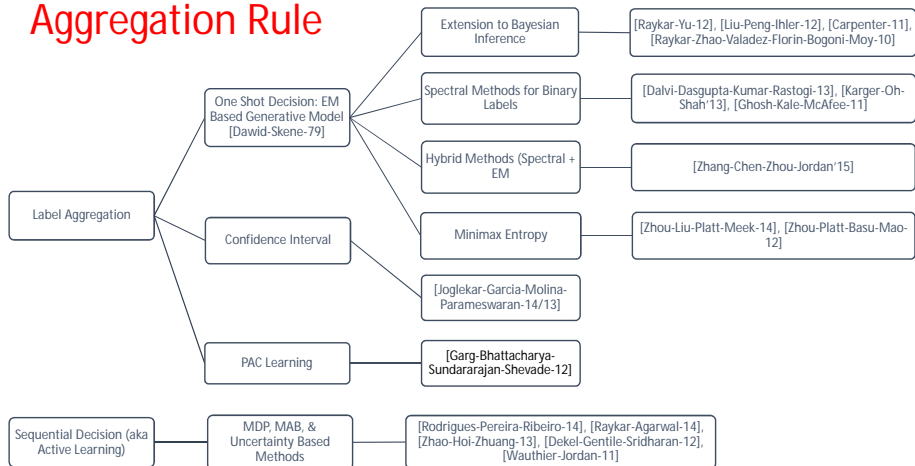 Aggregation Rule
Extension to Bayesian
Inference
[Raykar-Yu-12], [Liu-Peng-Ihler-12], [Carpenter-11],
[Raykar-Zhao-Valadez-Florin-Bogoni-Moy-10]
One Shot Decision: EM
Based Generative Model
[Dawid-Skene-79]
Spectral Methods for Binary
Labels
[Dalvi-Dasgupta-Kumar-Rastogi-13], [Karger-Oh-
Shah'13], [Ghosh-Kale-McAfee-11]
Hybrid Methods (Spectral +
EM
[Zhang-Chen-Zhou-Jordan'15]
Label Aggregation
Confidence Interval
Minimax Entropy
[Zhou-Liu-Platt-Meek-14], [Zhou-Platt-Basu-Mao-
12]
[Joglekar-Garcia-Molina-
Parameswaran-14/13]
PAC Learning
[Garg-Bhattacharya-
Sundararajan-Shevade-12]
Sequential Decision (aka
Active Learning)
MDP, MAB, &
Uncertainty Based
Methods
[Rodrigues-Pereira-Ribeiro-14], [Raykar-Agarwal-14],
[Zhao-Hoi-Zhuang-13], [Dekel-Gentile-Sridharan-12],
[Wauthier-Jordan-11]